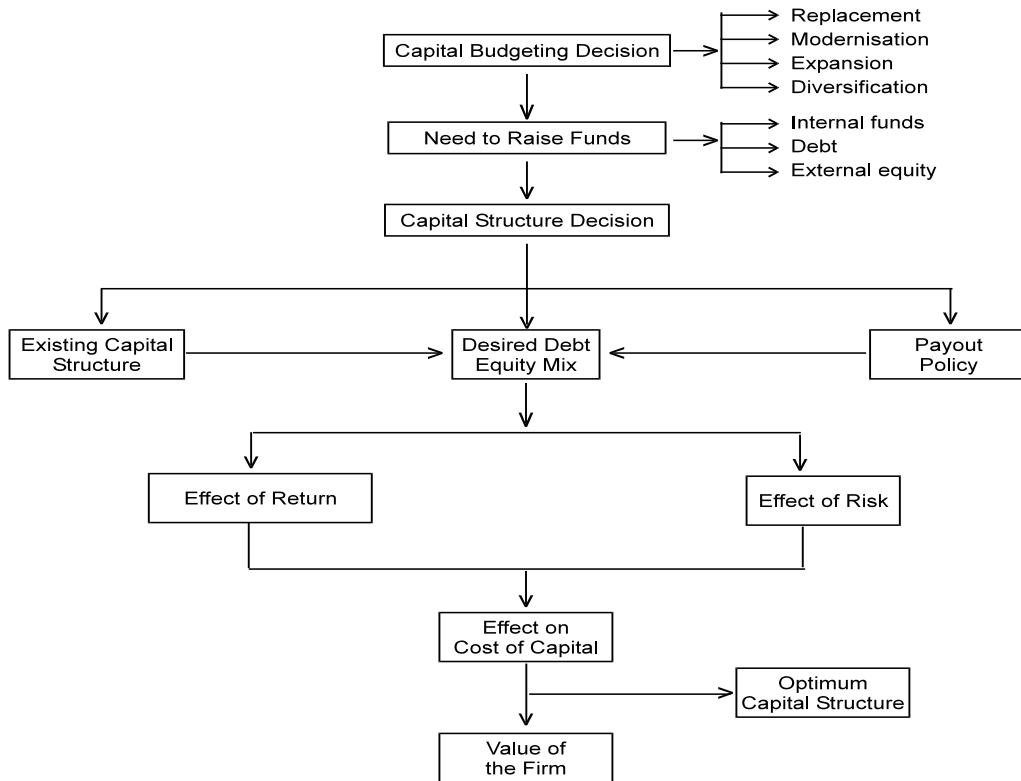 Capital Budgeting Decision
Replacement
Modernisation
Expansion
Diversification
Need to Raise Funds
Internal funds
Debt
External equity
Capital Structure Decision
Existing Capital
Structure
Desired Debt
Equity Mix
Payout
Policy
Effect of Return
Effect of Risk
Effect on
Cost of Capital
Optimum
Capital Structure
Value of
the Firm